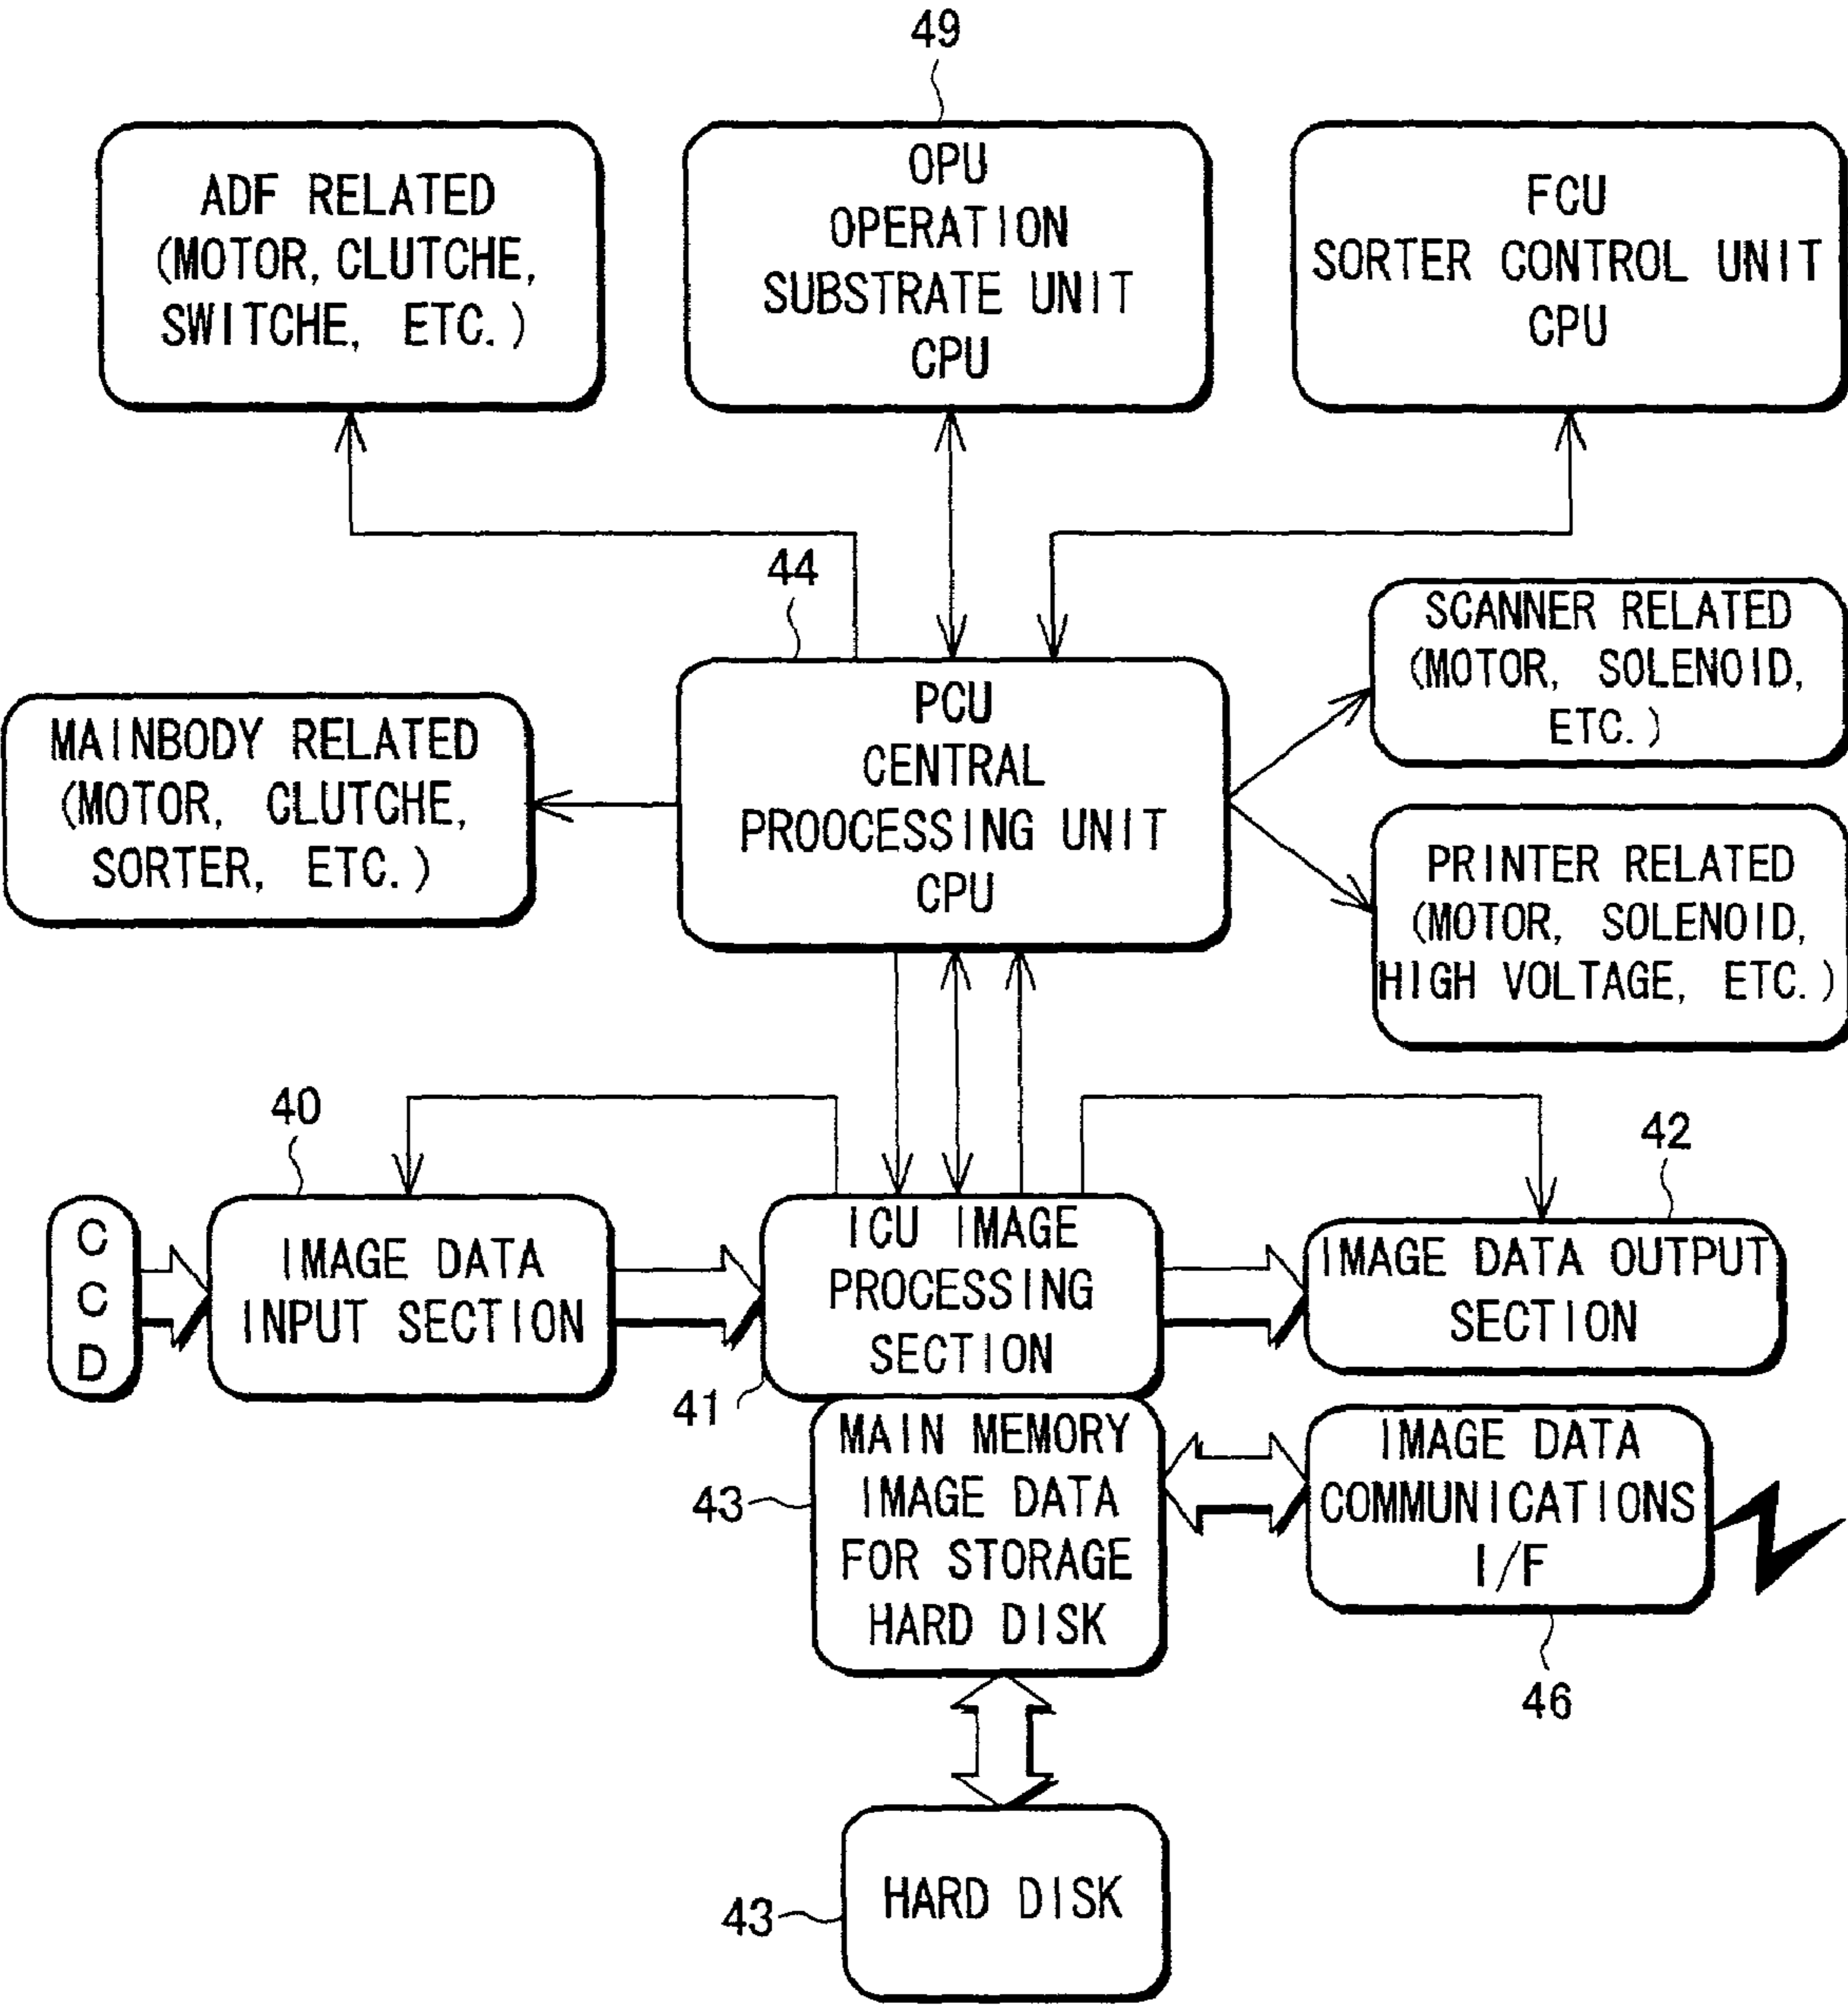 49
ADF RELATED
(MOTOR, CLUTCHE,
SWITCHE, ETC.)
OPU
OPERATION
SUBSTRATE UNIT
CPU
FCU
SORTER CONTROL UNIT
CPU
44
SCANNER RELATED
(MOTOR, SOLENOID,
ETC.)
MAINBODY RELATED
(MOTOR, CLUTCHE,
SORTER, ETC.)
PCU
CENTRAL
PROOCESSING UNIT
CPU
PRINTER RELATED
(MOTOR, SOLENOID,
HIGH VOLTAGE, ETC.)
40
42
C
C
D
IMAGE DATA
INPUT SECTION
ICU IMAGE
PROCESSING
SECTION
41
IMAGE DATA OUTPUT
SECTION
MAIN MEMORY
IMAGE DATA
FOR STORAGE
HARD DISK
43
IMAGE DATA
COMMUNICATIONS
I/F
46
HARD DISK
43